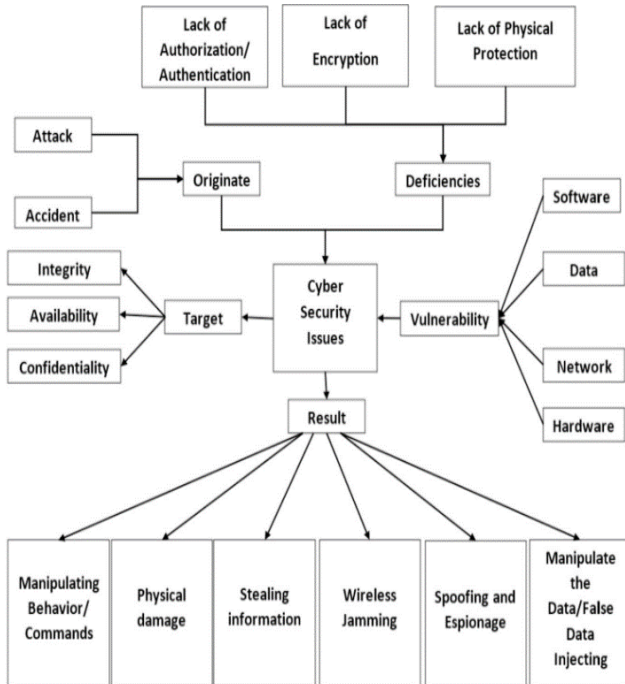 Lack of
Authorization/
Authentication
Lack of
Encryption
Lack of Physical
Protection
Attack
Accident
Originate
Deficiencies
Software
Data
Network
Hardware
Integrity
Availability
Confidentiality
Target
Cyber
Security
Issues
Vulnerability
Result
Manipulating
Behavior/
Commands
Physical
damage
Stealing
information
Wireless
Jamming
Spoofing and
Espionage
Manipulate
the
Data/False
Data
Injecting